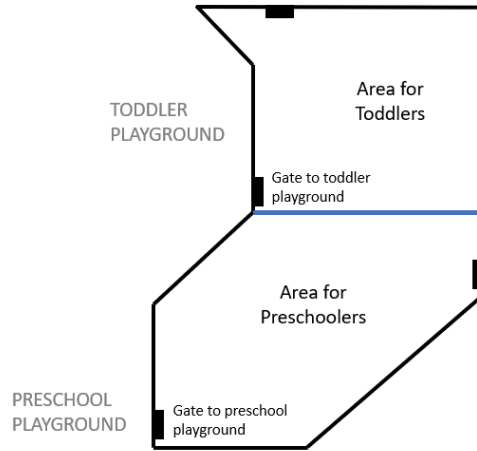 Area for
Toddlers
TODDLER
PLAYGROUND
Gate to toddler
playground
Area for
Preschoolers
PRESCHOOL
PLAYGROUND
Gate to preschool
playground